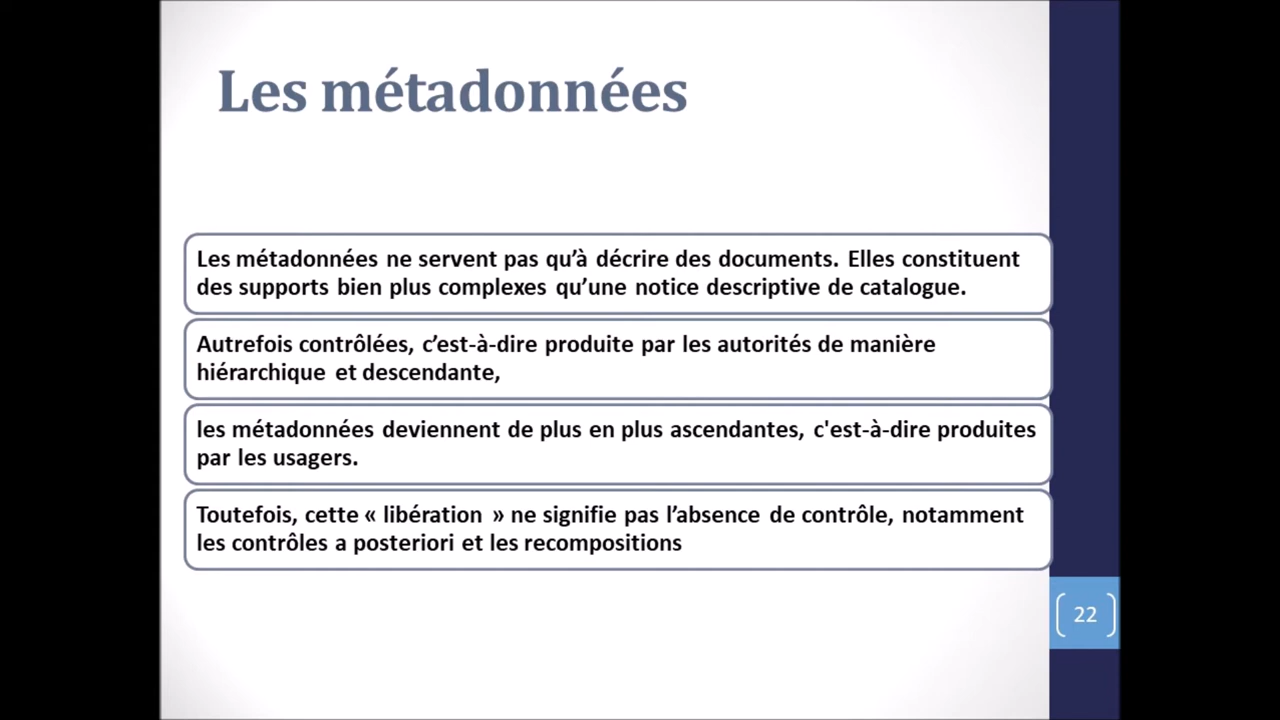 Les métadonnées
Les métadonnées ne servent pas qu’à décrire des documents. Elles constituent
des supports bien plus complexes qu’une notice descriptive de catalogue.
Autrefois contrôlées, c’est-à-dire produite par les autorités de manière
hiérarchique et descendante,
les métadonnées deviennent de plus en plus ascendantes, c'est-à-dire produites
par les usagers.
Toutefois, cette « libération » ne signifie pas l’absence de contrôle, notamment
les contrôles a posteriori et les recompositions
22